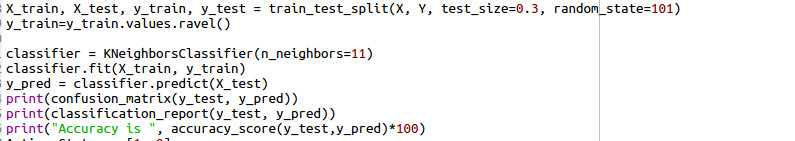 X_train, X_test, y_train, y_test = train_test_split(X, Y, test_size=0.3, random_state=101)
y_train=y_train.values.ravel()
classifier = KNeighborsClassifier(n_neighbors=11)
classifier.fit(X_train, y_train)
y_pred = classifier.predict(X_test)
print(confusion_matrix(y_test, y_pred))
print(classification_report(y_test, y_pred))
print("Accuracy is ", accuracy_score(y_test,y_pred)*100)